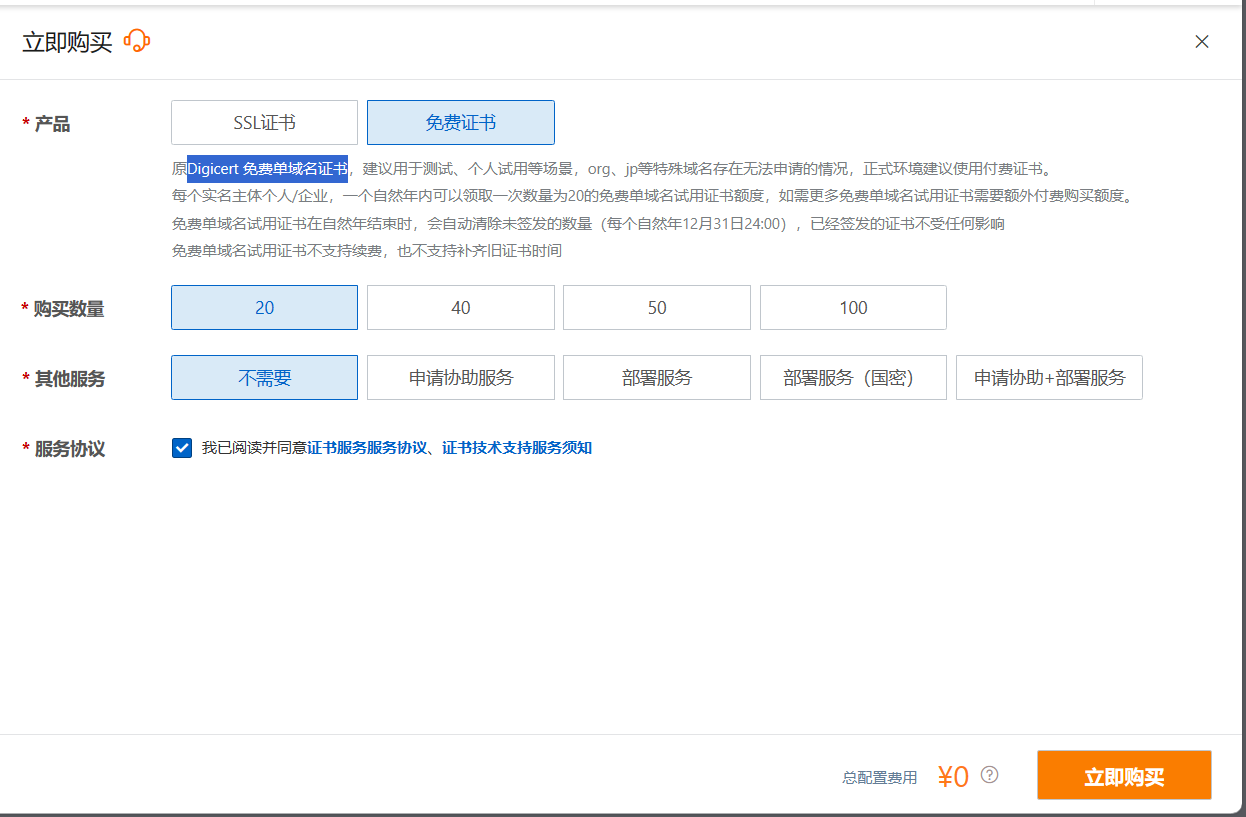 立即购买
* 产品 SSL证书 免费证书
原Digicert 免费单域名证书，建议用于测试、个人试用等场景，org、jp等特殊域名存在无法申请的情况，正式环境建议使用付费证书。
每个实名主体个人/企业，一个自然年内可以领取一次数量为20的免费单域名试用证书额度，如需更多免费单域名试用证书需要额外付费购买额度。
免费单域名试用证书在自然年结束时，会自动清除未签发的数量（每个自然年12月31日24:00），已经签发的证书不受任何影响
免费单域名试用证书不支持续费，也不支持补齐旧证书时间
* 购买数量 20 40 50 100
* 其他服务 不需要 申请协助服务 部署服务 部署服务（国密） 申请协助+部署服务
* 服务协议 我已阅读并同意证书服务服务协议、证书技术支持服务须知
总配置费用 ¥0 ? 立即购买